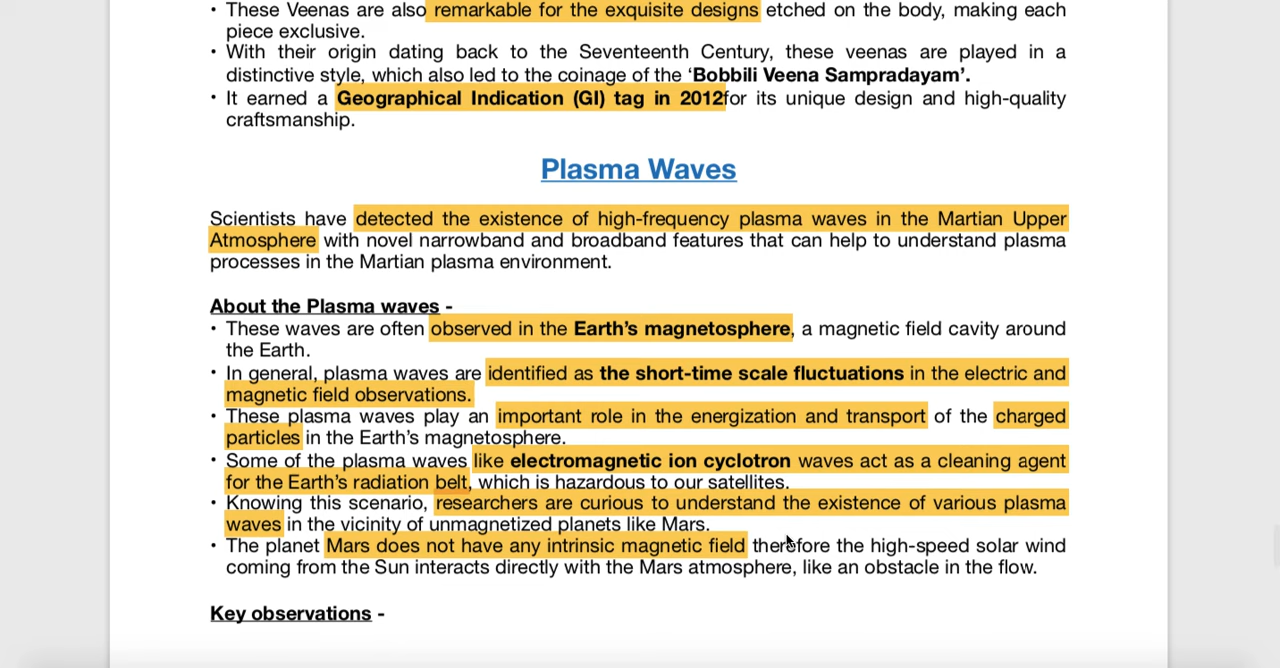 • These Veenas are also remarkable for the exquisite designs etched on the body, making each
piece exclusive.
• With their origin dating back to the Seventeenth Century, these veenas are played in a
distinctive style, which also led to the coinage of the ‘Bobbili Veena Sampradayam’.
• It earned a Geographical Indication (GI) tag in 2012for its unique design and high-quality
craftsmanship.
Plasma Waves
Scientists have detected the existence of high-frequency plasma waves in the Martian Upper
Atmosphere with novel narrowband and broadband features that can help to understand plasma
processes in the Martian plasma environment.
About the Plasma waves -
• These waves are often observed in the Earth’s magnetosphere, a magnetic field cavity around
the Earth.
• In general, plasma waves are identified as the short-time scale fluctuations in the electric and
magnetic field observations.
• These plasma waves play an important role in the energization and transport of the charged
particles in the Earth’s magnetosphere.
• Some of the plasma waves like electromagnetic ion cyclotron waves act as a cleaning agent
for the Earth’s radiation belt, which is hazardous to our satellites.
• Knowing this scenario, researchers are curious to understand the existence of various plasma
waves in the vicinity of unmagnetized planets like Mars.
• The planet Mars does not have any intrinsic magnetic field therefore the high-speed solar wind
coming from the Sun interacts directly with the Mars atmosphere, like an obstacle in the flow.
Key observations -